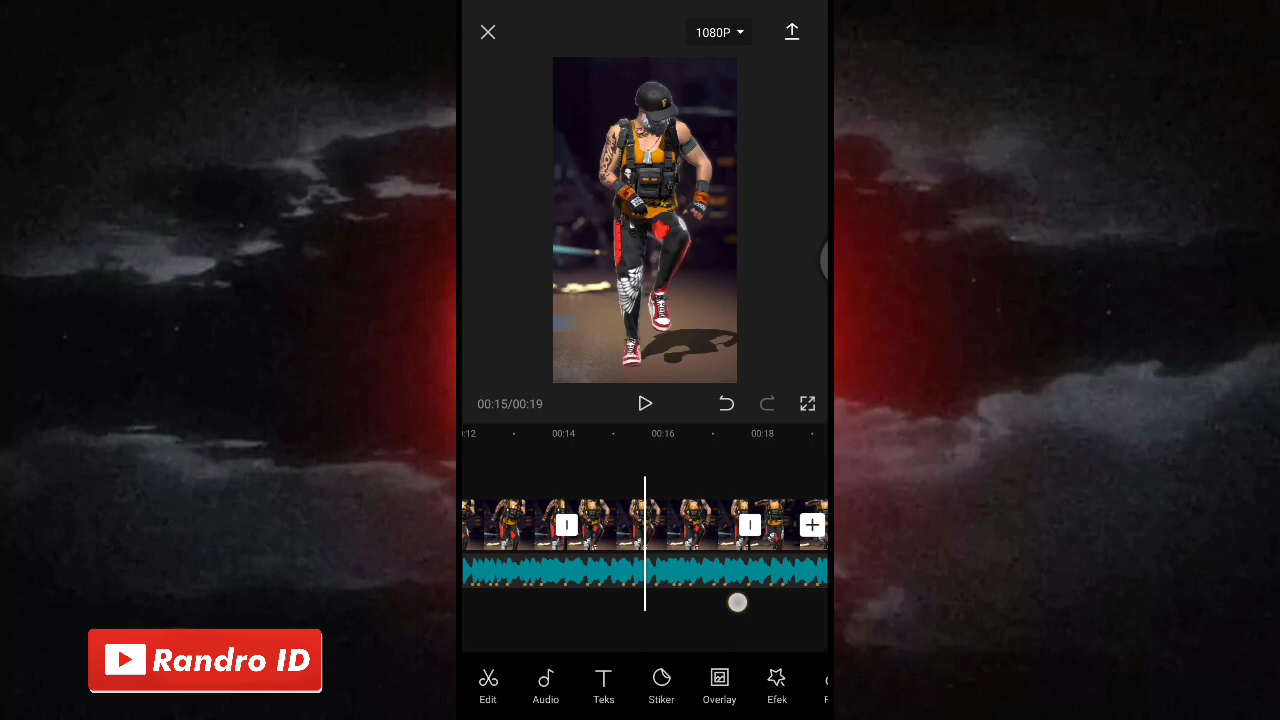 1080P
00:15/00:19
:12
00:14
00:16
00:18
Randro ID
Edit
Audio
Teks
Stiker
Overlay
Efek
F